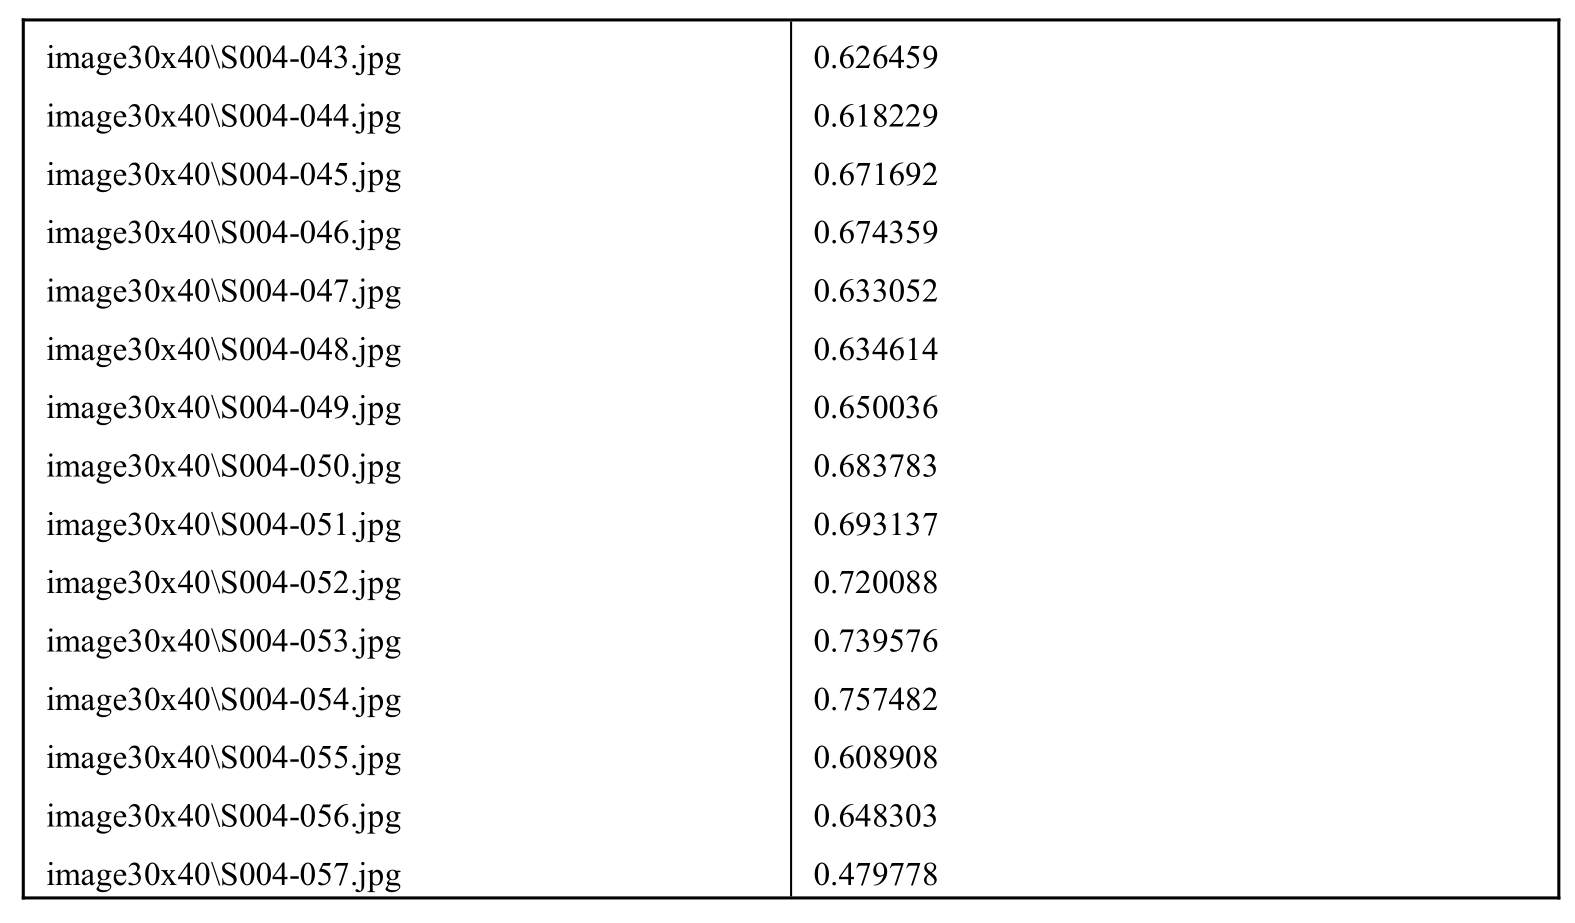 image30x40\S004-043.jpg 0.626459
image30x40\S004-044.jpg 0.618229
image30x40\S004-045.jpg 0.671692
image30x40\S004-046.jpg 0.674359
image30x40\S004-047.jpg 0.633052
image30x40\S004-048.jpg 0.634614
image30x40\S004-049.jpg 0.650036
image30x40\S004-050.jpg 0.683783
image30x40\S004-051.jpg 0.693137
image30x40\S004-052.jpg 0.720088
image30x40\S004-053.jpg 0.739576
image30x40\S004-054.jpg 0.757482
image30x40\S004-055.jpg 0.608908
image30x40\S004-056.jpg 0.648303
image30x40\S004-057.jpg 0.479778